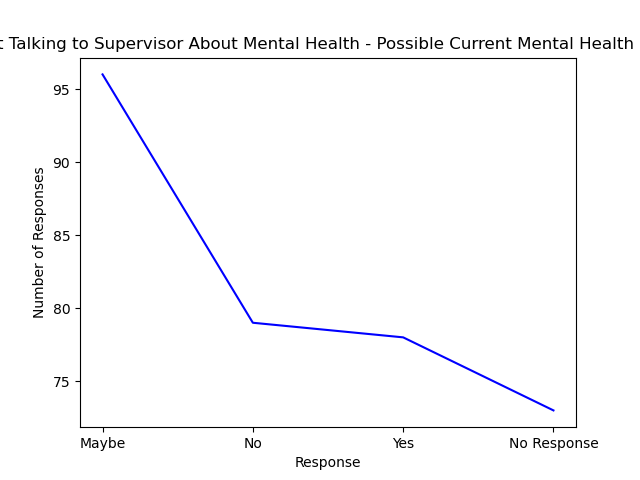 Talking to Supervisor About Mental Health - Possible Current Mental Health
95
90
85
80
75
Number of Responses
Maybe No Yes No Response
Response